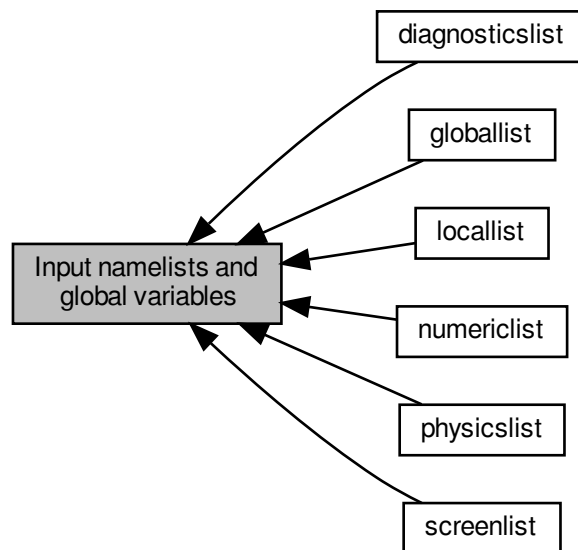 diagnosticslist
globallist
locallist
Input namelists and
global variables
numericlist
physicslist
screenlist